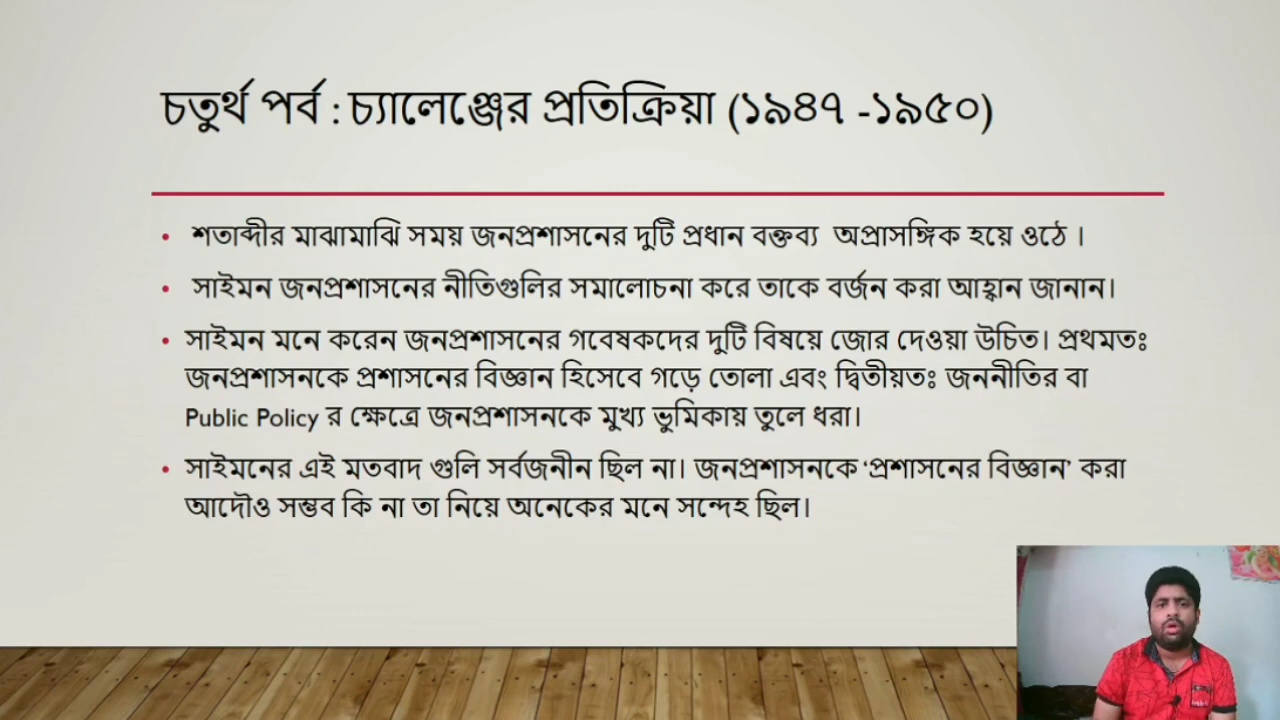 চতুর্থ পর্ব : চ্যালেঞ্জের প্রতিক্রিয়া (১৯৪৭ -১৯৫০)
• শতাব্দীর মাঝামাঝি সময় জনপ্রশাসনের দুটি প্রধান বক্তব্য অপ্রাসঙ্গিক হয়ে ওঠে ।
• সাইমন জনপ্রশাসনের নীতিগুলির সমালোচনা করে তাকে বর্জন করা আহ্বান জানান।
• সাইমন মনে করেন জনপ্রশাসনের গবেষকদের দুটি বিষয়ে জোর দেওয়া উচিত। প্রথমতঃ
জনপ্রশাসনকে প্রশাসনের বিজ্ঞান হিসেবে গড়ে তোলা এবং দ্বিতীয়তঃ জননীতির বা
Public Policy র ক্ষেত্রে জনপ্রশাসনকে মুখ্য ভুমিকায় তুলে ধরা।
• সাইমনের এই মতবাদ গুলি সর্বজনীন ছিল না। জনপ্রশাসনকে ‘প্রশাসনের বিজ্ঞান’ করা
আদৌও সম্ভব কি না তা নিয়ে অনেকের মনে সন্দেহ ছিল।